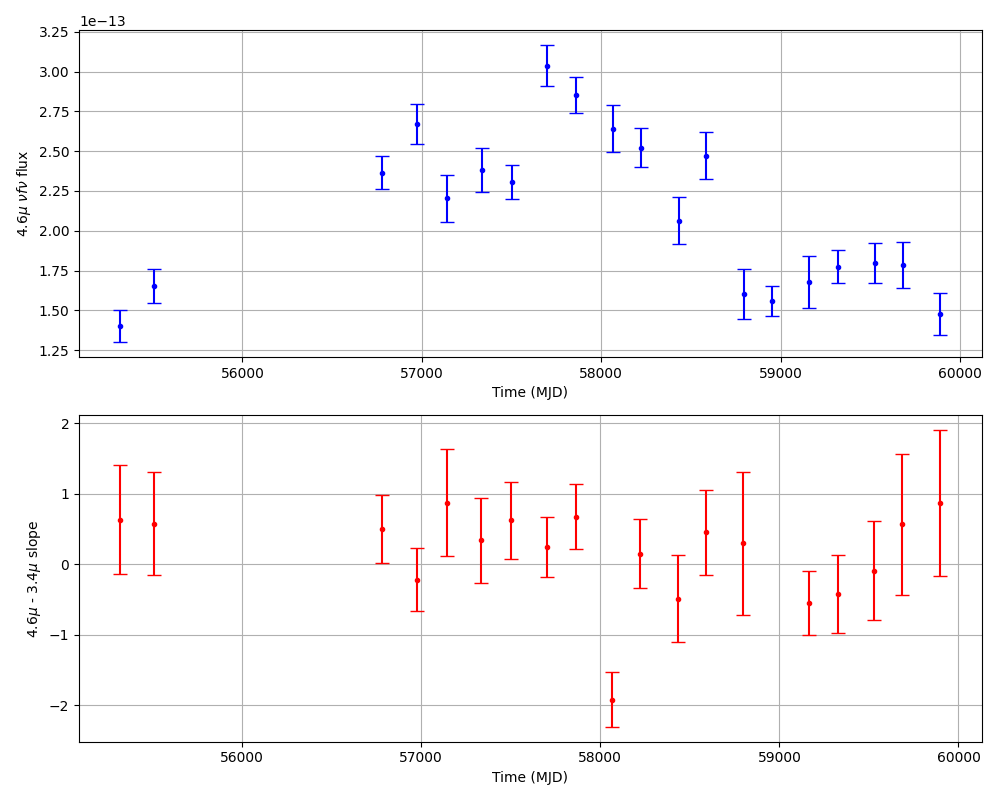 1e−13
3.25
3.00
2.75
2.50
2.25
2.00
1.75
1.50
1.25
4.6μ νfν flux
56000 57000 58000 59000 60000
Time (MJD)
2
1
0
−1
−2
4.6μ - 3.4μ slope
56000 57000 58000 59000 60000
Time (MJD)